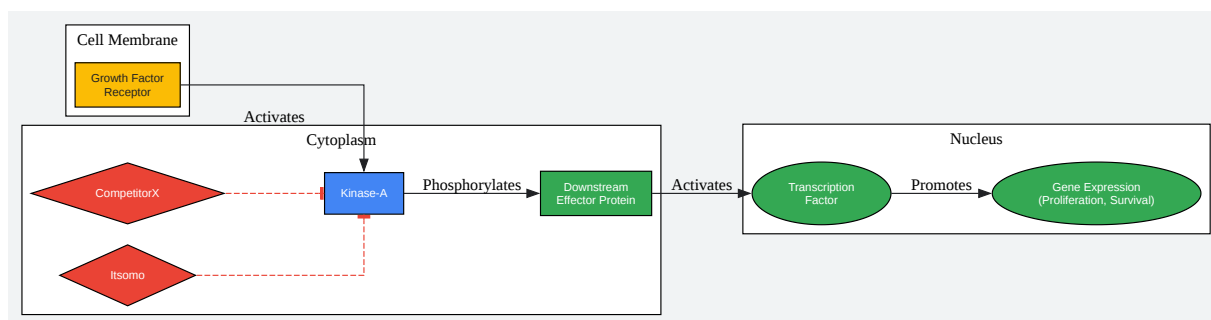 Cell Membrane
Growth Factor
Receptor
Activates
Cytoplasm
CompetitorX
Kinase-A
Phosphorylates
Downstream
Effector Protein
Activates
Nucleus
Transcription
Factor
Promotes
Gene Expression
(Proliferation, Survival)
Itsomo